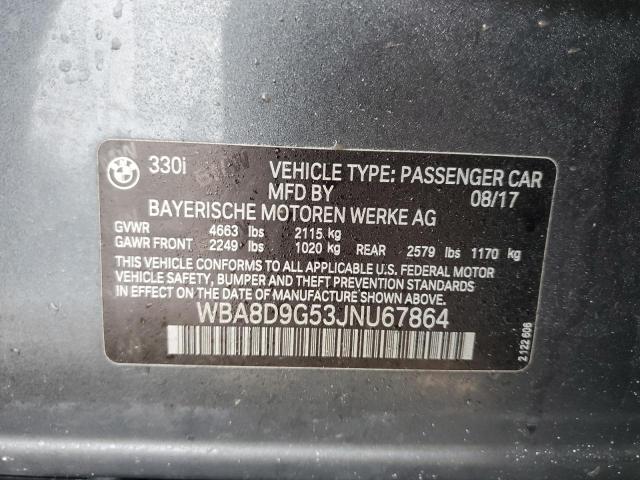 330i VEHICLE TYPE: PASSENGER CAR
MFD BY 08/17
BAYERISCHE MOTOREN WERKE AG
GVWR 4663 lbs 2115 kg
GAWR FRONT 2249 lbs 1020 kg REAR 2579 lbs 1170 kg
THIS VEHICLE CONFORMS TO ALL APPLICABLE U.S. FEDERAL MOTOR
VEHICLE SAFETY, BUMPER AND THEFT PREVENTION STANDARDS
IN EFFECT ON THE DATE OF MANUFACTURE SHOWN ABOVE.
WBA8D9G53JNU67864
2 122 606